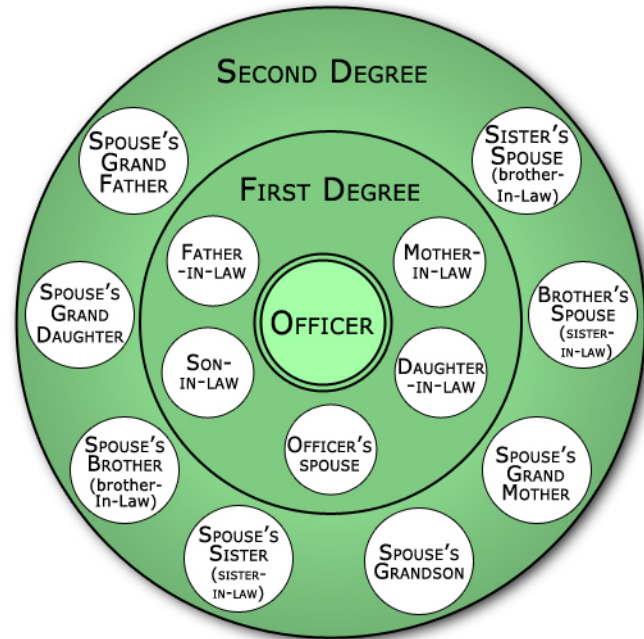 Second Degree
Spouse's
Grand
Father
Sister's
Spouse
(brother-
In-Law)
First Degree
Father
-in-law
Mother-
in-law
Spouse's
Grand
Daughter
Officer
Brother's
Spouse
(sister-
in-law)
Son-
in-law
Daughter
-in-law
Officer's
spouse
Spouse's
Brother
(brother-
In-Law)
Spouse's
Grand
Mother
Spouse's
Sister
(sister-
in-law)
Spouse's
Grandson